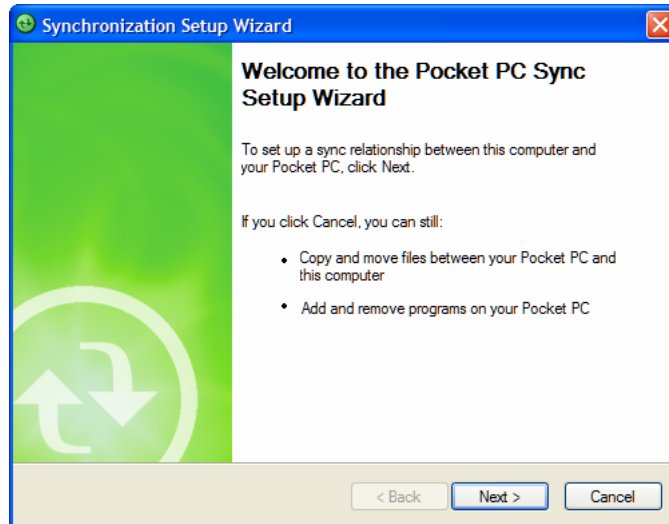 Synchronization Setup Wizard
Welcome to the Pocket PC Sync
Setup Wizard
To set up a sync relationship between this computer and
your Pocket PC, click Next.
If you click Cancel, you can still:
• Copy and move files between your Pocket PC and
this computer
• Add and remove programs on your Pocket PC
< Back Next > Cancel